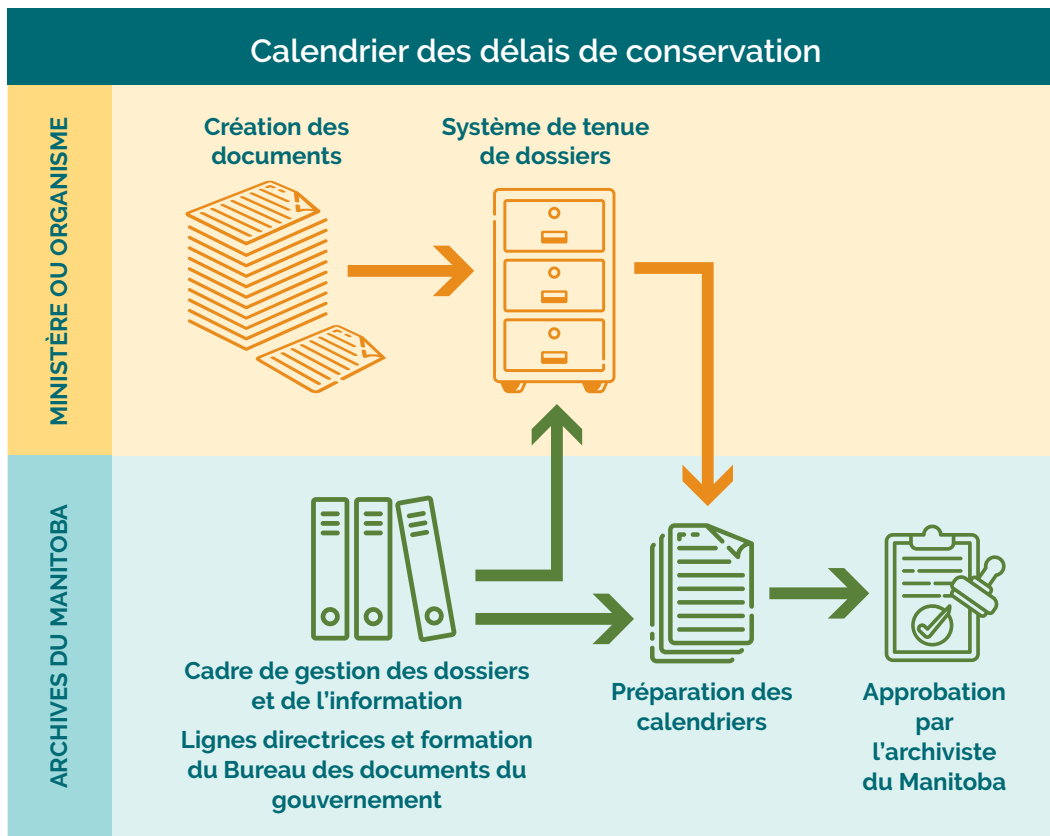 Calendrier des délais de conservation
MINISTÈRE OU ORGANISME
Création des
documents
Système de tenue
de dossiers
ARCHIVES DU MANITOBA
Cadre de gestion des dossiers
et de l’information
Lignes directrices et formation
du Bureau des documents du
gouvernement
Préparation des
calendriers
Approbation
par
l’archiviste
du Manitoba